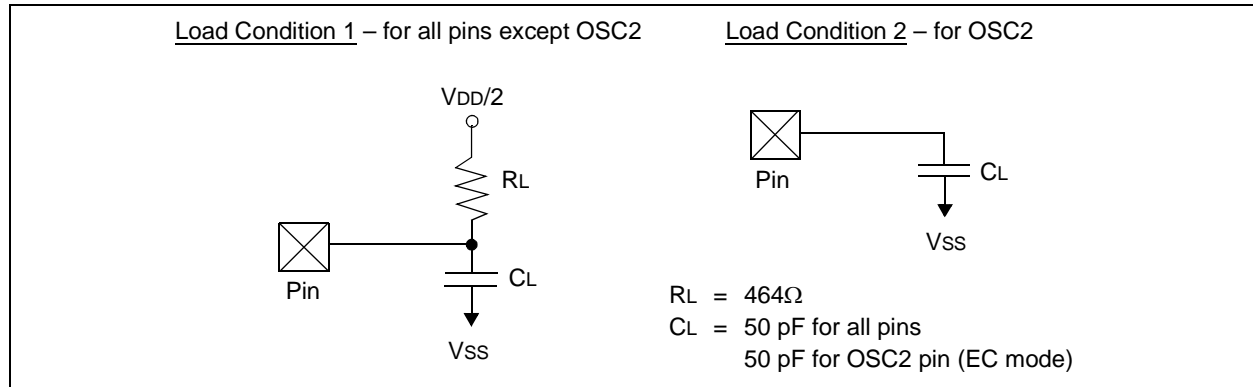 Load Condition 1 – for all pins except OSC2
Load Condition 2 – for OSC2
VDD/2
RL
Pin
CL
VSS
Pin
CL
VSS
RL = 464Ω
CL = 50 pF for all pins
50 pF for OSC2 pin (EC mode)